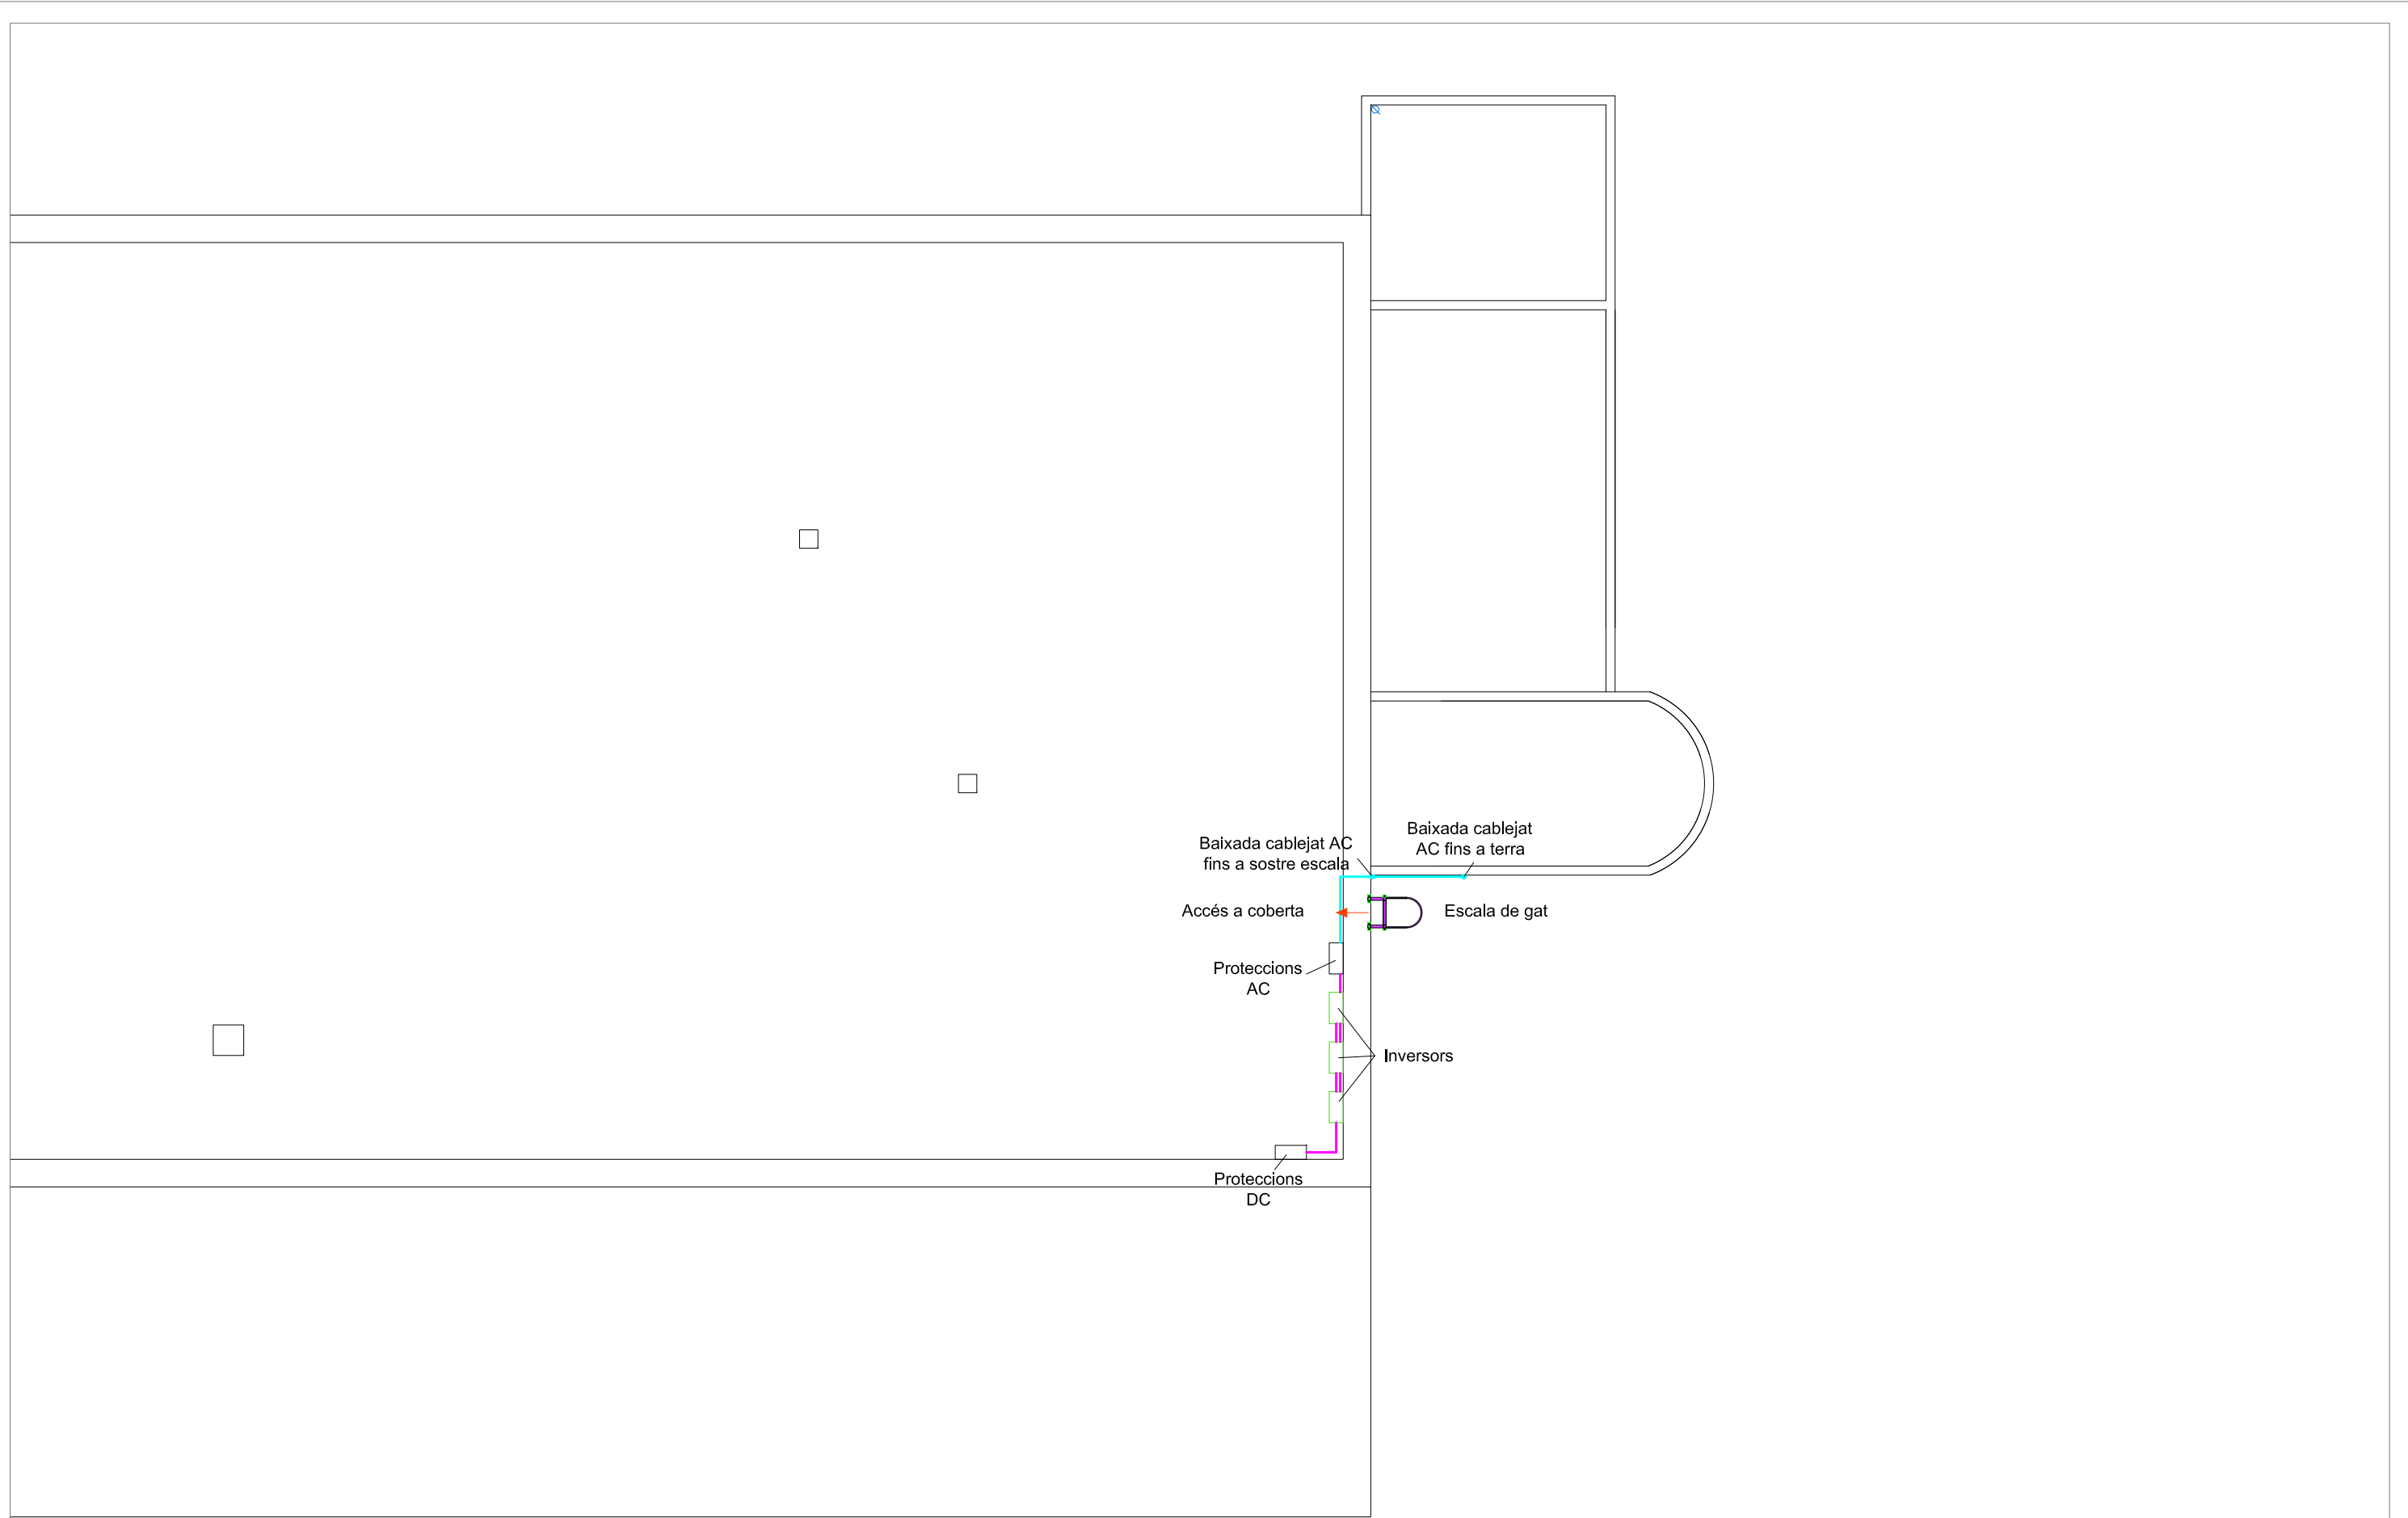 Baixada cablejat
AC fins a terra
Baixada cablejat AC
fins a sostre escala
Accés a coberta
Escala de gat
Proteccions
AC
Inversors
Proteccions
DC